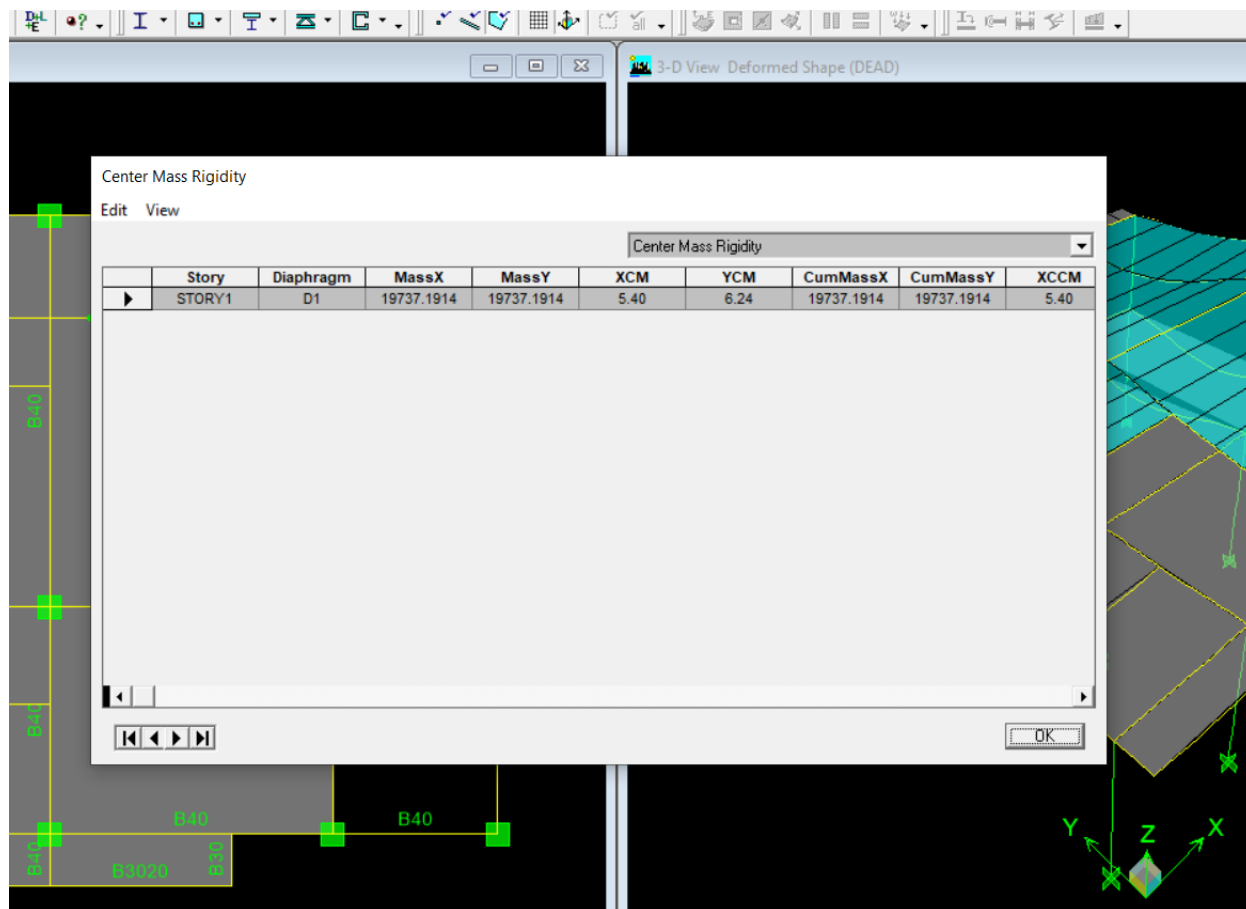 D+L
+E
all
3-D View Deformed Shape (DEAD)
Center Mass Rigidity
Edit View
Center Mass Rigidity
Story Diaphragm MassX MassY XCM YCM CumMassX CumMassY XCCM
STORY1 D1 19737.1914 19737.1914 5.40 6.24 19737.1914 19737.1914 5.40
OK
B40
B40
B40 B40
B40 B3020 B30
Y Z X